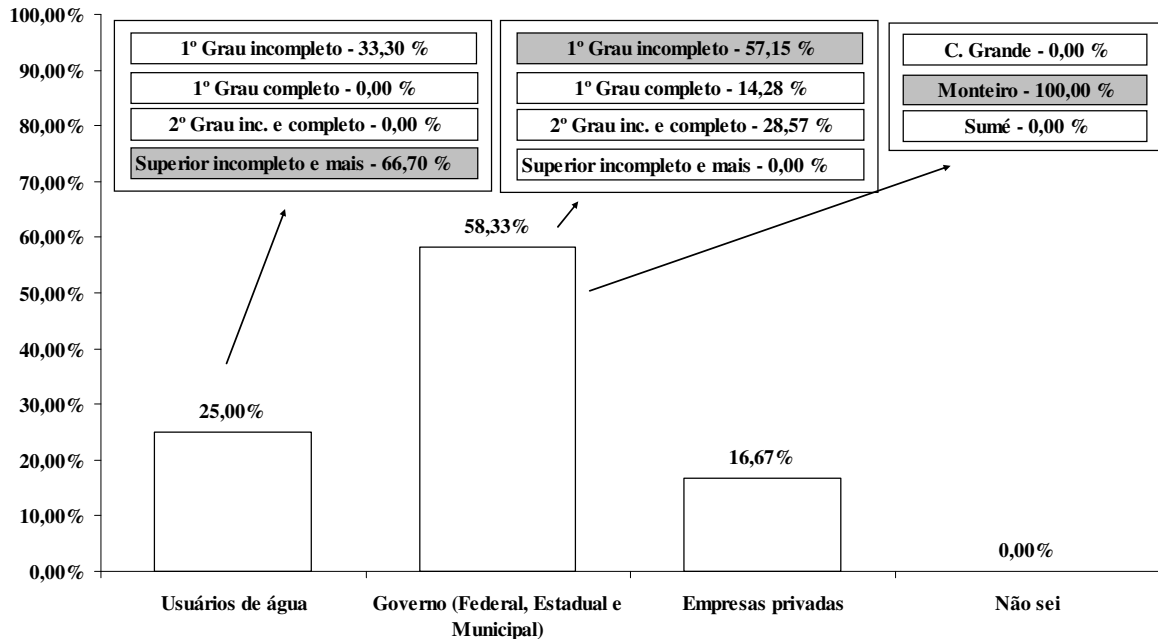 100,00%
90,00%
80,00%
70,00%
60,00%
50,00%
40,00%
30,00%
20,00%
10,00%
0,00%
1º Grau incompleto - 33,30 %
1º Grau completo - 0,00 %
2º Grau inc. e completo - 0,00 %
Superior incompleto e mais - 66,70 %
1º Grau incompleto - 57,15 %
1º Grau completo - 14,28 %
2º Grau inc. e completo - 28,57 %
Superior incompleto e mais - 0,00 %
C. Grande - 0,00 %
Monteiro - 100,00 %
Sumé - 0,00 %
25,00%
58,33%
16,67%
0,00%
Usuários de água
Governo (Federal, Estadual e
Municipal)
Empresas privadas
Não sei